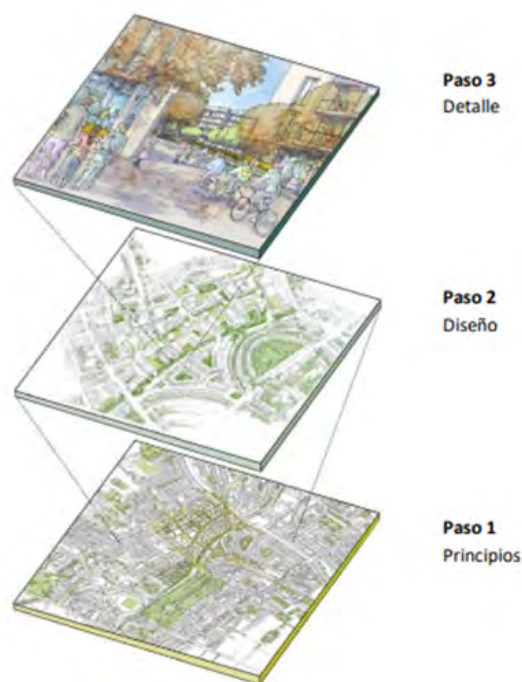 Paso 3
Detalle
Paso 2
Diseño
Paso 1
Principios